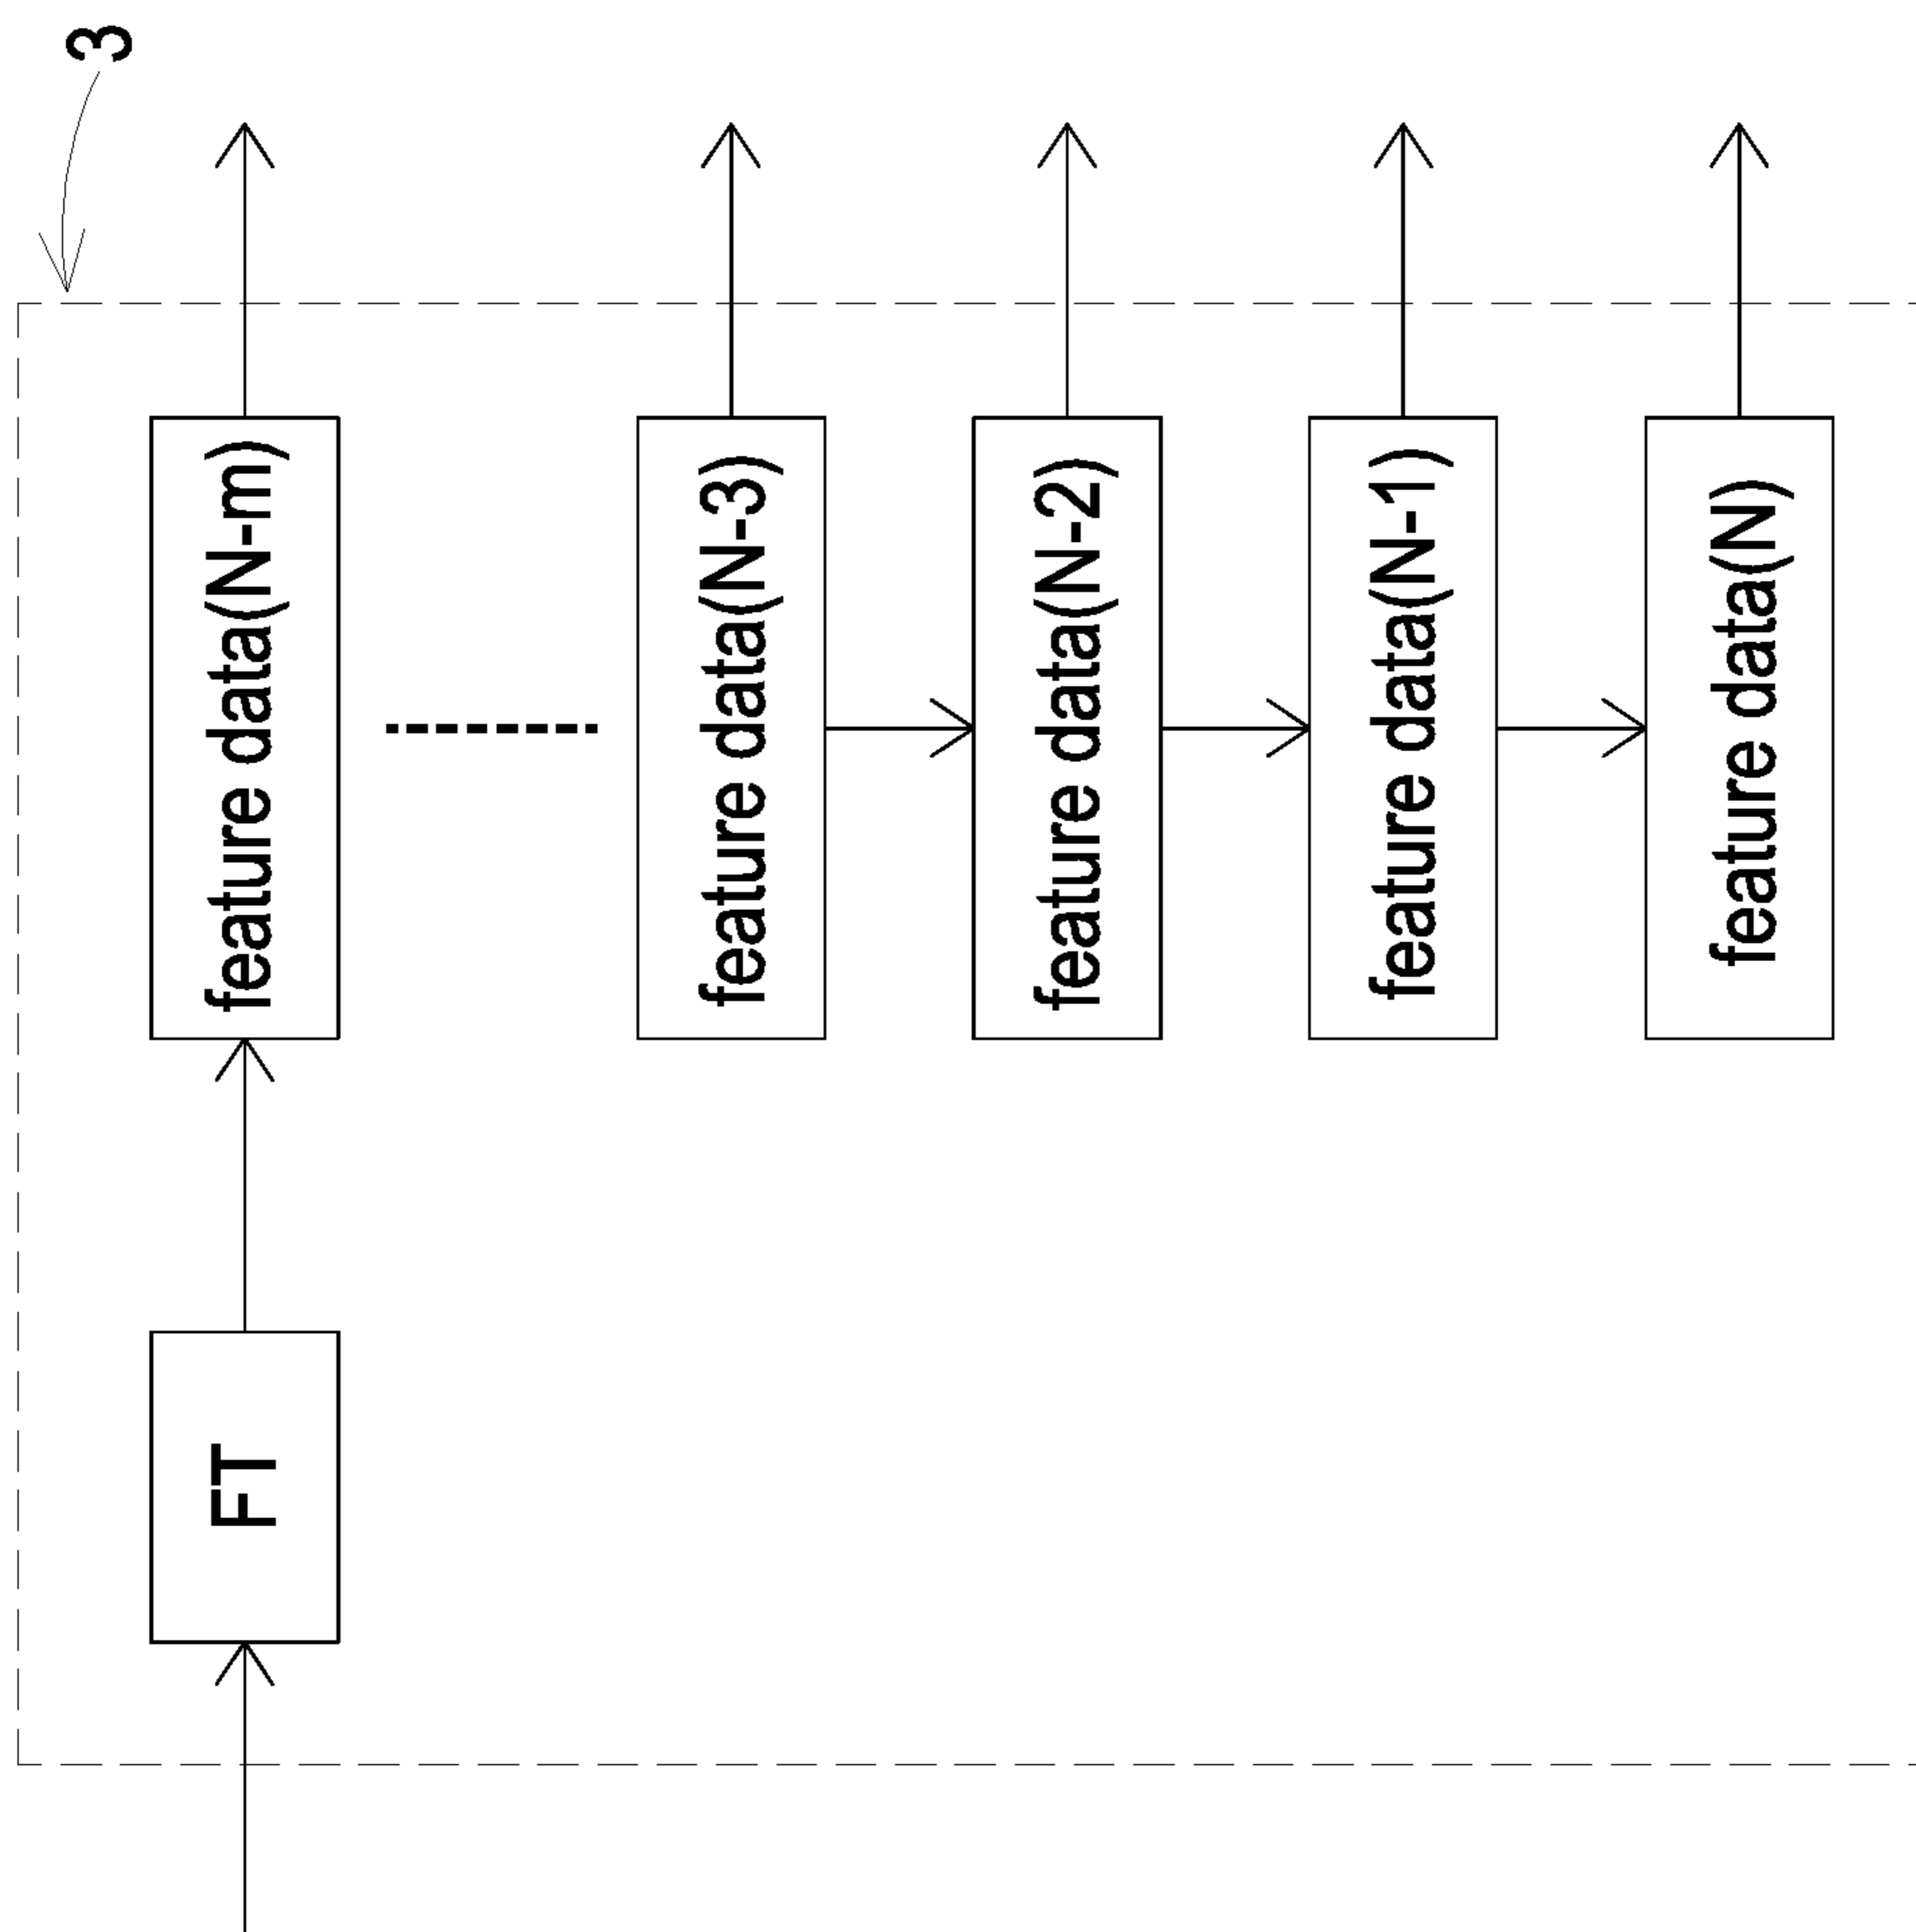 3
feature data(N-m)
feature data(N-3)
feature data(N-2)
feature data(N-1)
feature data(N)
FT